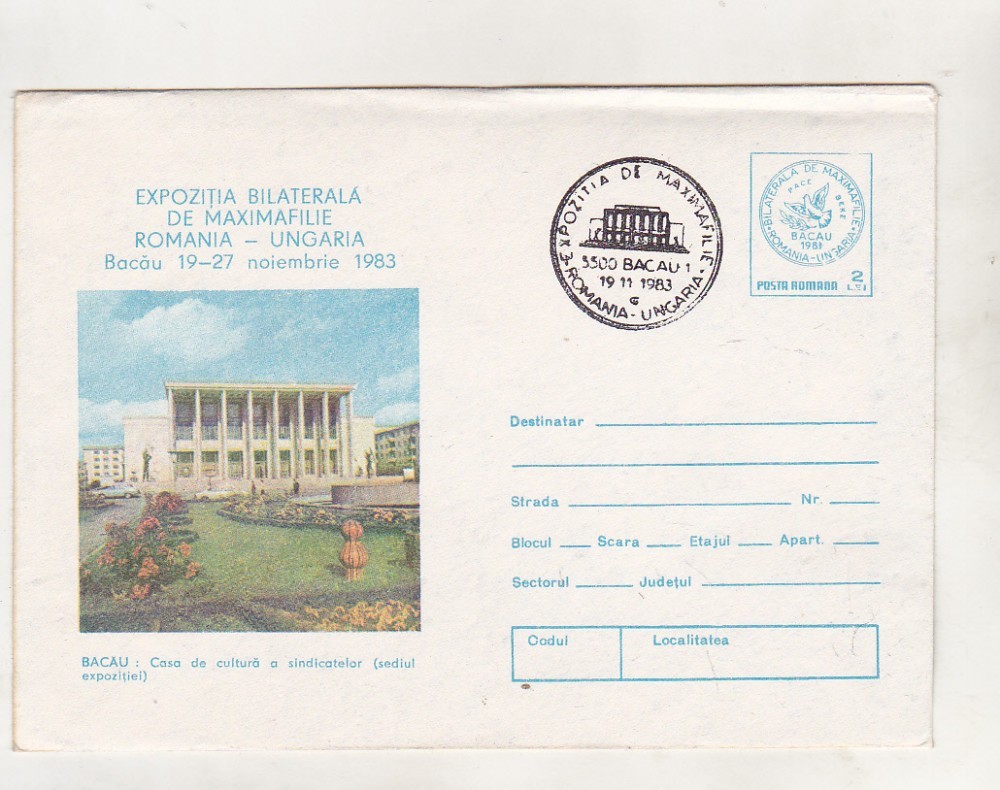 EXPOZIȚIA BILATERALĂ
DE MAXIMAFILIE
ROMANIA – UNGARIA
Bacău 19–27 noiembrie 1983
EXPOZITIA DE MAXIMAFILIE
5500 BACAU 1
19 11 1983
ROMANIA - UNGARIA
BILATERALA DE MAXIMAFILIE
PACE
BERE
BACAU
1983
ROMANIA-UNGARIA
POSTA ROMANA 2 LEI
Destinatar
Strada Nr.
Blocul Scara Etajul Apart.
Sectorul Județul
Codul Localitatea
BACĂU : Casa de cultură a sindicatelor (sediul
expoziției)